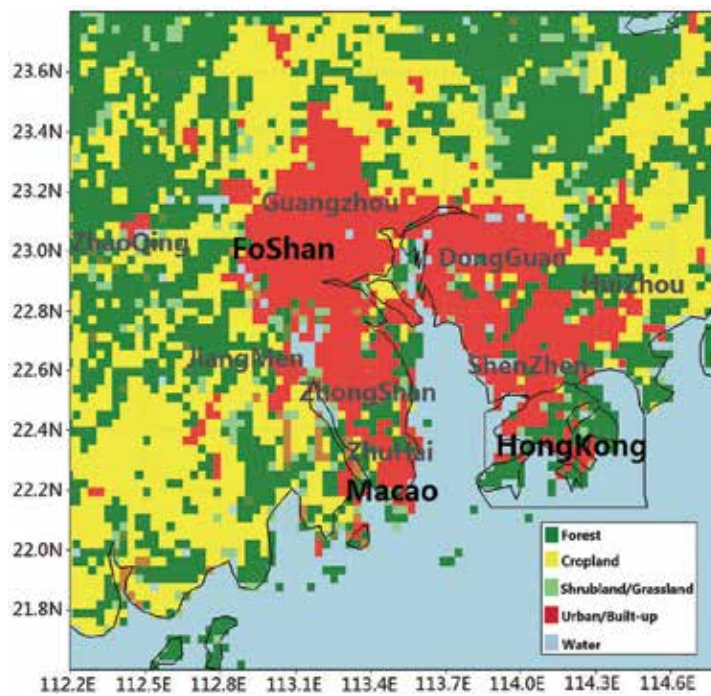 23.6N
23.4N
23.2N
Guangzhou
23.0N
ZhaoQing
FoShan
DongGuan
HuiZhou
22.8N
22.6N
JiangMen
ShenZhen
ZhongShan
22.4N
ZhuHai
HongKong
22.2N
Macao
22.0N
21.8N
Forest
Cropland
Shrubland/Grassland
Urban/Built-up
Water
112.2E 112.5E 112.8E 113.1E 113.4E 113.7E 114.0E 114.3E 114.6E